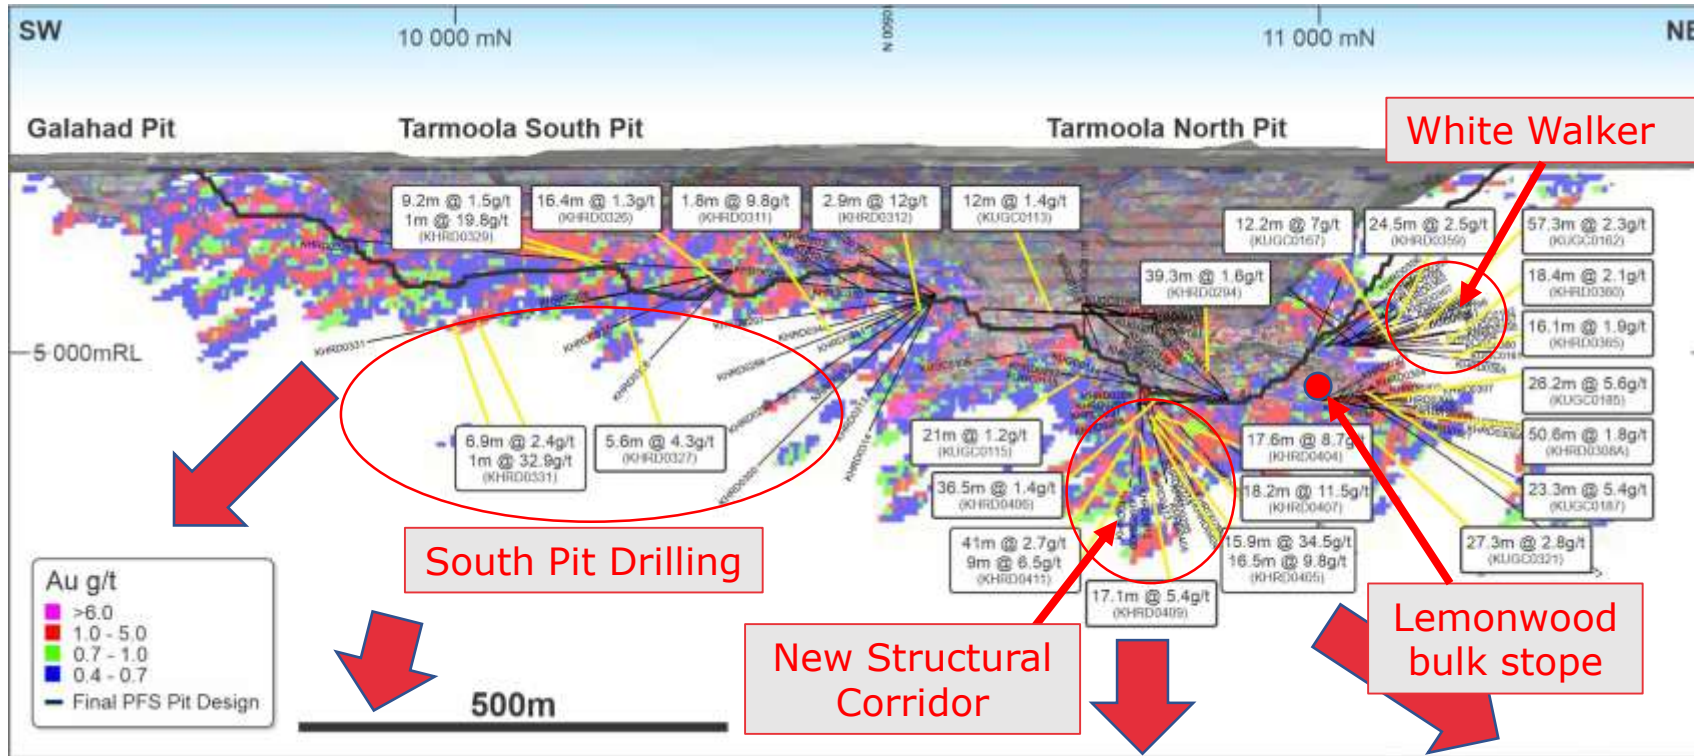 SW
10 000 mN
10500 N
11 000 mN
NE
Galahad Pit
Tarmoola South Pit
Tarmoola North Pit
White Walker
9.2m @ 1.5g/t
1m @ 19.8g/t
(KHRD0329)
16.4m @ 1.3g/t
(KHRD0326)
1.8m @ 9.8g/t
(KHRD0311)
2.9m @ 12g/t
(KHRD0312)
12m @ 1.4g/t
(KUGC0113)
12.2m @ 7g/t
(KUGC0167)
24.5m @ 2.5g/t
(KHRD0359)
57.3m @ 2.3g/t
(KUGC0162)
39.3m @ 1.6g/t
(KHRD0294)
18.4m @ 2.1g/t
(KHRD0360)
16.1m @ 1.9g/t
(KHRD0365)
5 000mRL
KHRD0331
26.2m @ 5.6g/t
(KUGC0185)
6.9m @ 2.4g/t
1m @ 32.9g/t
(KHRD0331)
5.6m @ 4.3g/t
(KHRD0327)
21m @ 1.2g/t
(KUGC0115)
17.6m @ 8.7g/t
(KHRD0404)
50.6m @ 1.8g/t
(KHRD0308A)
36.5m @ 1.4g/t
(KHRD0406)
18.2m @ 11.5g/t
(KHRD0407)
23.3m @ 5.4g/t
(KUGC0187)
41m @ 2.7g/t
9m @ 6.5g/t
(KHRD0411)
15.9m @ 34.5g/t
16.5m @ 9.8g/t
(KHRD0405)
27.3m @ 2.8g/t
(KUGC0321)
17.1m @ 5.4g/t
(KHRD0409)
South Pit Drilling
New Structural
Corridor
Lemonwood
bulk stope
Au g/t
>6.0
1.0 - 5.0
0.7 - 1.0
0.4 - 0.7
Final PFS Pit Design
500m